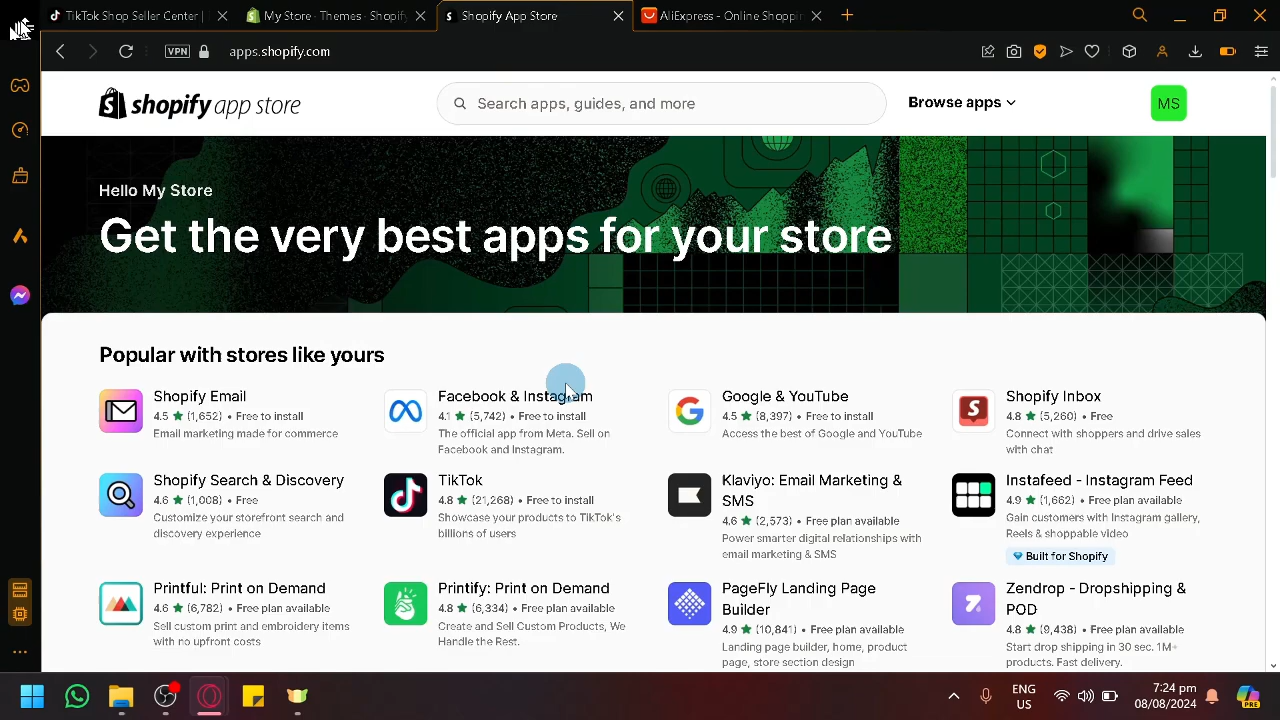 TikTok Shop Seller Center |
My Store - Themes · Shopify
Shopify App Store
AliExpress - Online Shoppi
VPN
apps.shopify.com
shopify app store
Search apps, guides, and more
Browse apps
MS
Hello My Store
Get the very best apps for your store
Popular with stores like yours
Shopify Email
4.5 ★ (1,652) • Free to install
Email marketing made for commerce
Facebook & Instagram
4.1 ★ (5,742) • Free to install
The official app from Meta. Sell on
Facebook and Instagram.
Google & YouTube
4.5 ★ (8,397) • Free to install
Access the best of Google and YouTube
Shopify Inbox
4.8 ★ (5,260) • Free
Connect with shoppers and drive sales
with chat
Shopify Search & Discovery
4.6 ★ (1,008) • Free
Customize your storefront search and
discovery experience
TikTok
4.8 ★ (21,268) • Free to install
Showcase your products to TikTok's
billions of users
Klaviyo: Email Marketing &
SMS
4.6 ★ (2,573) • Free plan available
Power smarter digital relationships with
email marketing & SMS
Instafeed - Instagram Feed
4.9 ★ (1,662) • Free plan available
Gain customers with Instagram gallery,
Reels & shoppable video
Built for Shopify
Printful: Print on Demand
4.6 ★ (6,782) • Free plan available
Sell custom print and embroidery items
with no upfront costs
Printify: Print on Demand
4.8 ★ (6,334) • Free plan available
Create and Sell Custom Products, We
Handle the Rest.
PageFly Landing Page
Builder
4.9 ★ (10,841) • Free plan available
Landing page builder, home, product
page, store section design
Zendrop - Dropshipping &
POD
4.8 ★ (9,438) • Free plan available
Start drop shipping in 30 sec. 1M+
products. Fast delivery.
ENG
US
7:24 pm
08/08/2024
PRE